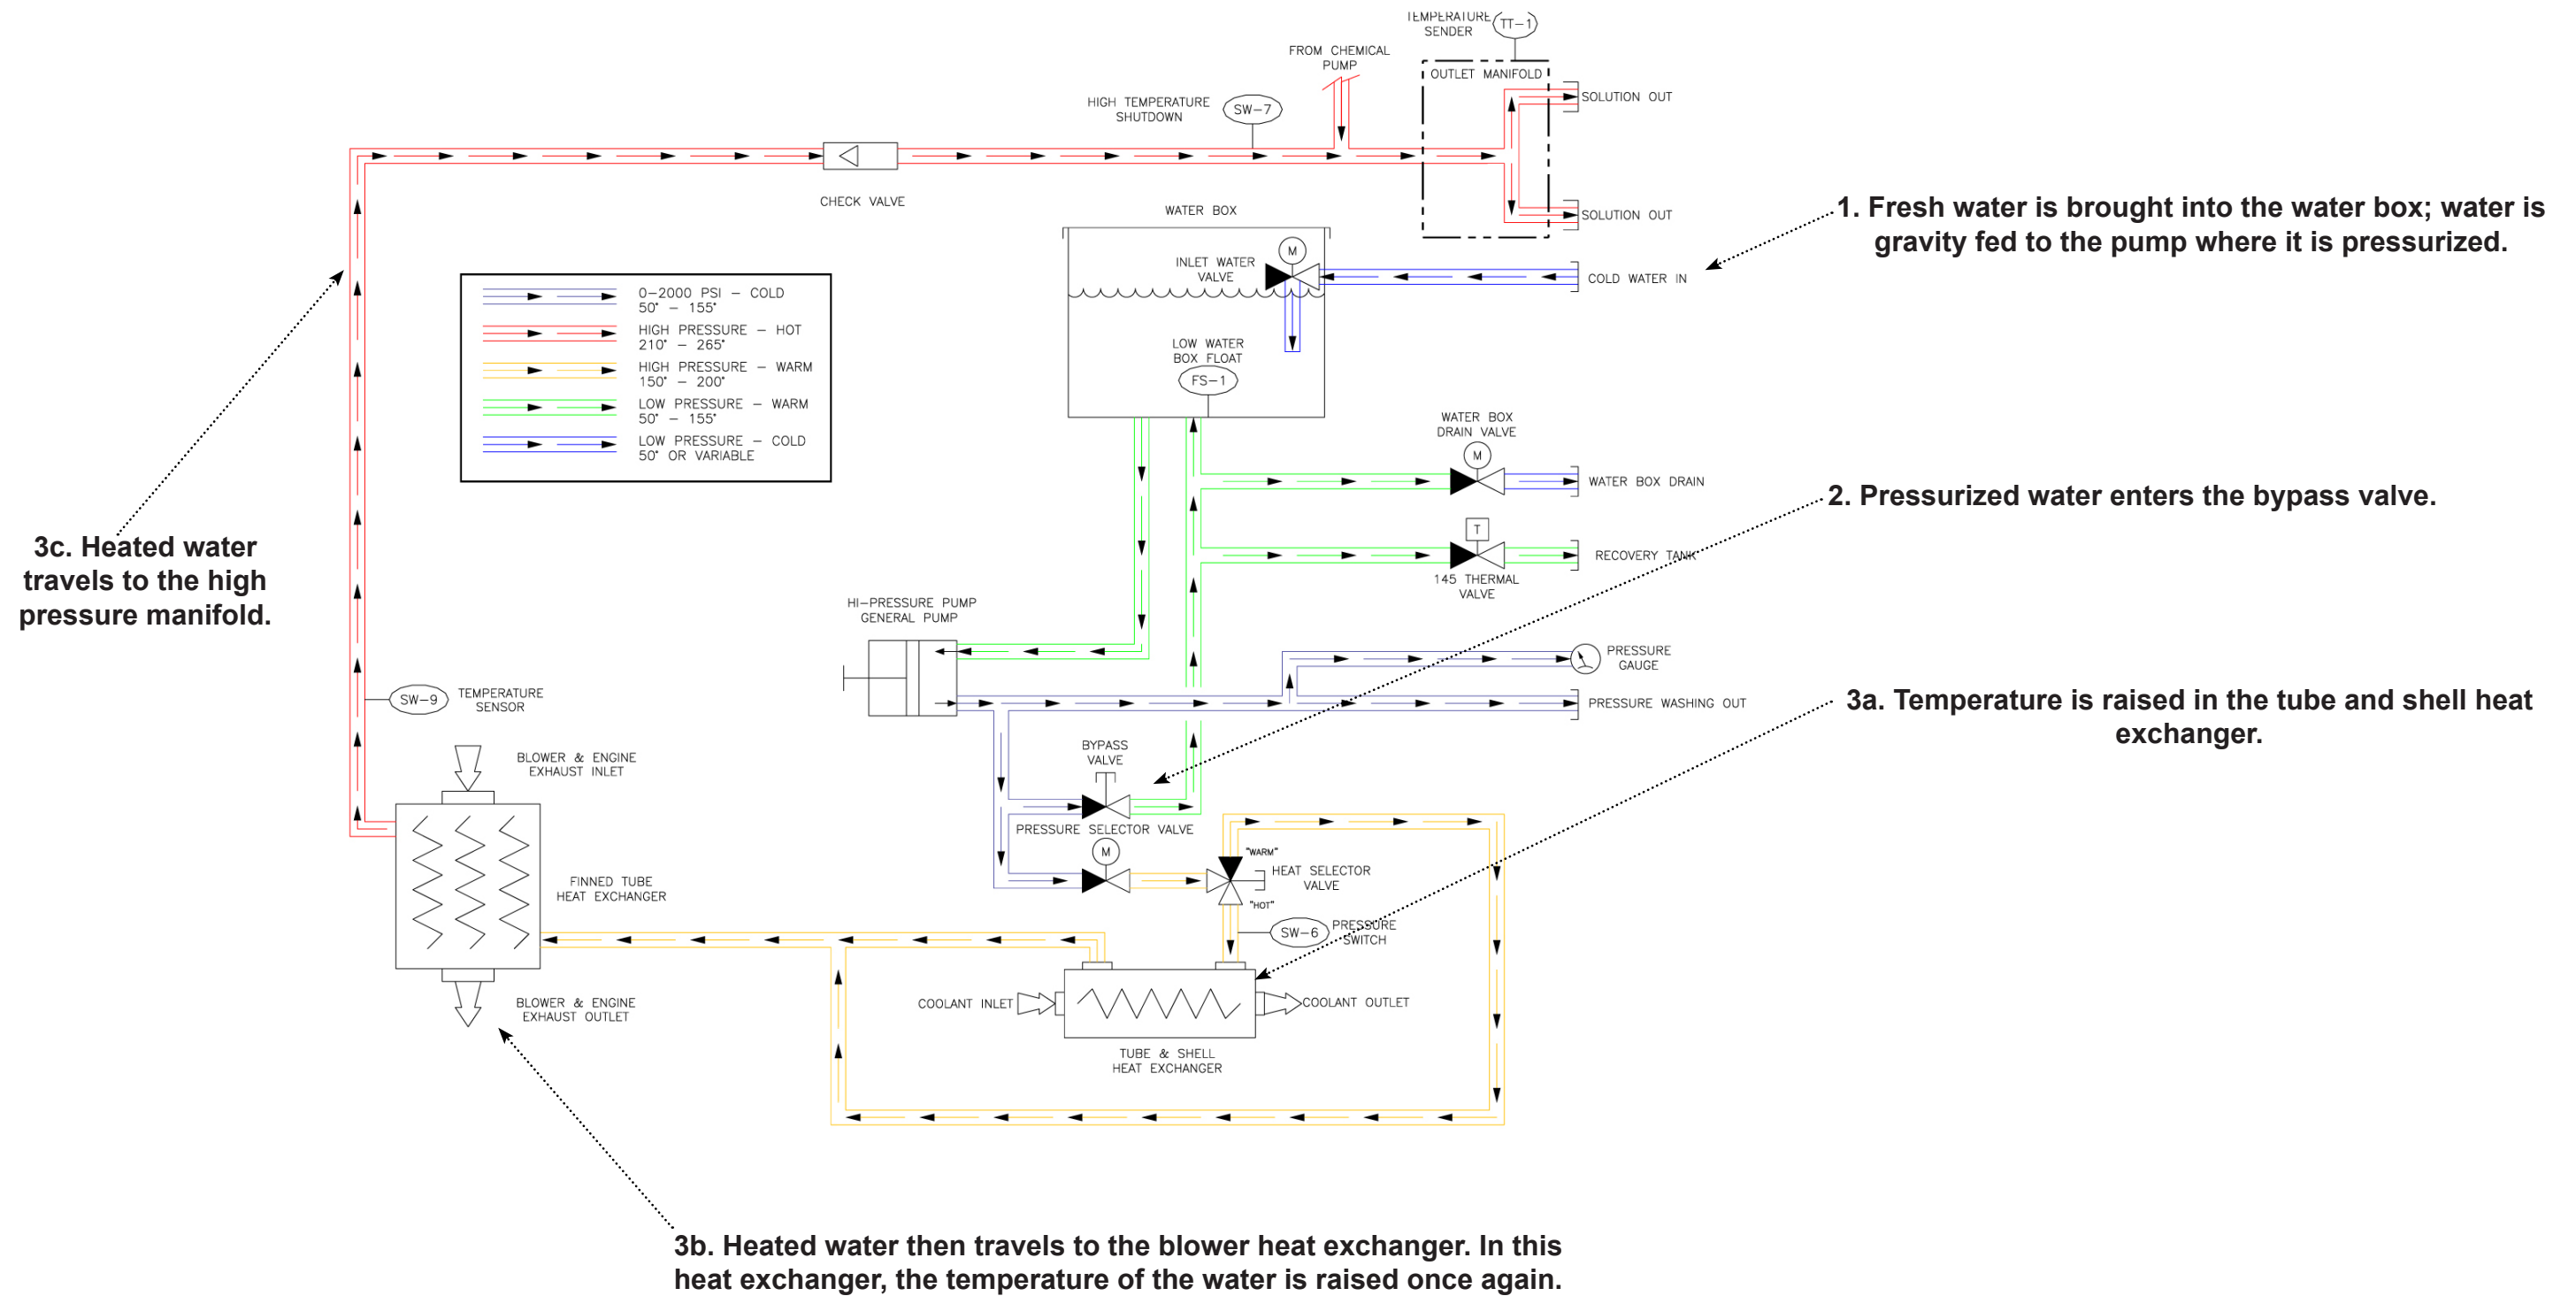 TEMPERATURE
SENDER
TT-1
FROM CHEMICAL
PUMP
OUTLET MANIFOLD
HIGH TEMPERATURE
SHUTDOWN
SW-7
SOLUTION OUT
CHECK VALVE
WATER BOX
SOLUTION OUT
1. Fresh water is brought into the water box; water is
gravity fed to the pump where it is pressurized.
M
INLET WATER
VALVE
COLD WATER IN
0-2000 PSI - COLD
50° - 155°
HIGH PRESSURE - HOT
210° - 265°
HIGH PRESSURE - WARM
150° - 200°
LOW PRESSURE - WARM
50° - 155°
LOW PRESSURE - COLD
50° OR VARIABLE
LOW WATER
BOX FLOAT
FS-1
WATER BOX
DRAIN VALVE
M
WATER BOX DRAIN
2. Pressurized water enters the bypass valve.
T
RECOVERY TANK
145 THERMAL
VALVE
3c. Heated water
travels to the high
pressure manifold.
HI-PRESSURE PUMP
GENERAL PUMP
PRESSURE
GAUGE
PRESSURE WASHING OUT
3a. Temperature is raised in the tube and shell heat
exchanger.
SW-9
TEMPERATURE
SENSOR
BYPASS
VALVE
BLOWER & ENGINE
EXHAUST INLET
PRESSURE SELECTOR VALVE
M
"WARM"
HEAT SELECTOR
VALVE
"HOT"
FINNED TUBE
HEAT EXCHANGER
SW-6
PRESSURE
SWITCH
BLOWER & ENGINE
EXHAUST OUTLET
COOLANT INLET
COOLANT OUTLET
TUBE & SHELL
HEAT EXCHANGER
3b. Heated water then travels to the blower heat exchanger. In this
heat exchanger, the temperature of the water is raised once again.